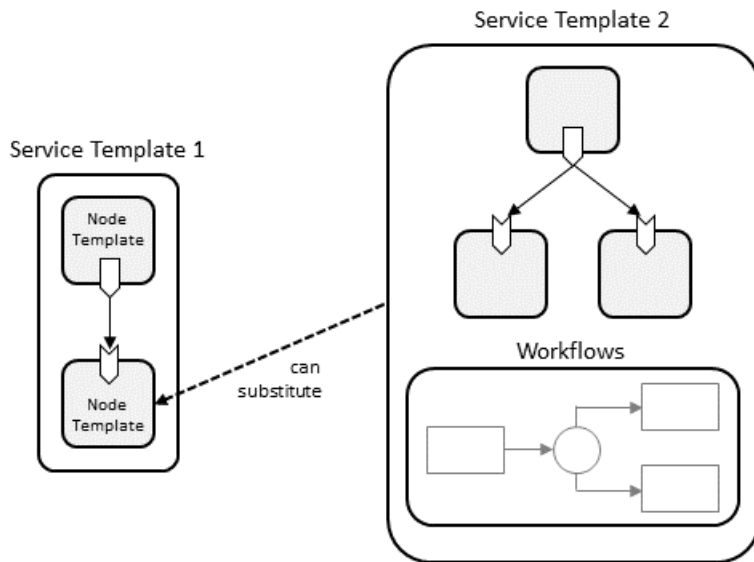 Service Template 2
Service Template 1
Node
Template
Node
Template
can
substitute
Workflows